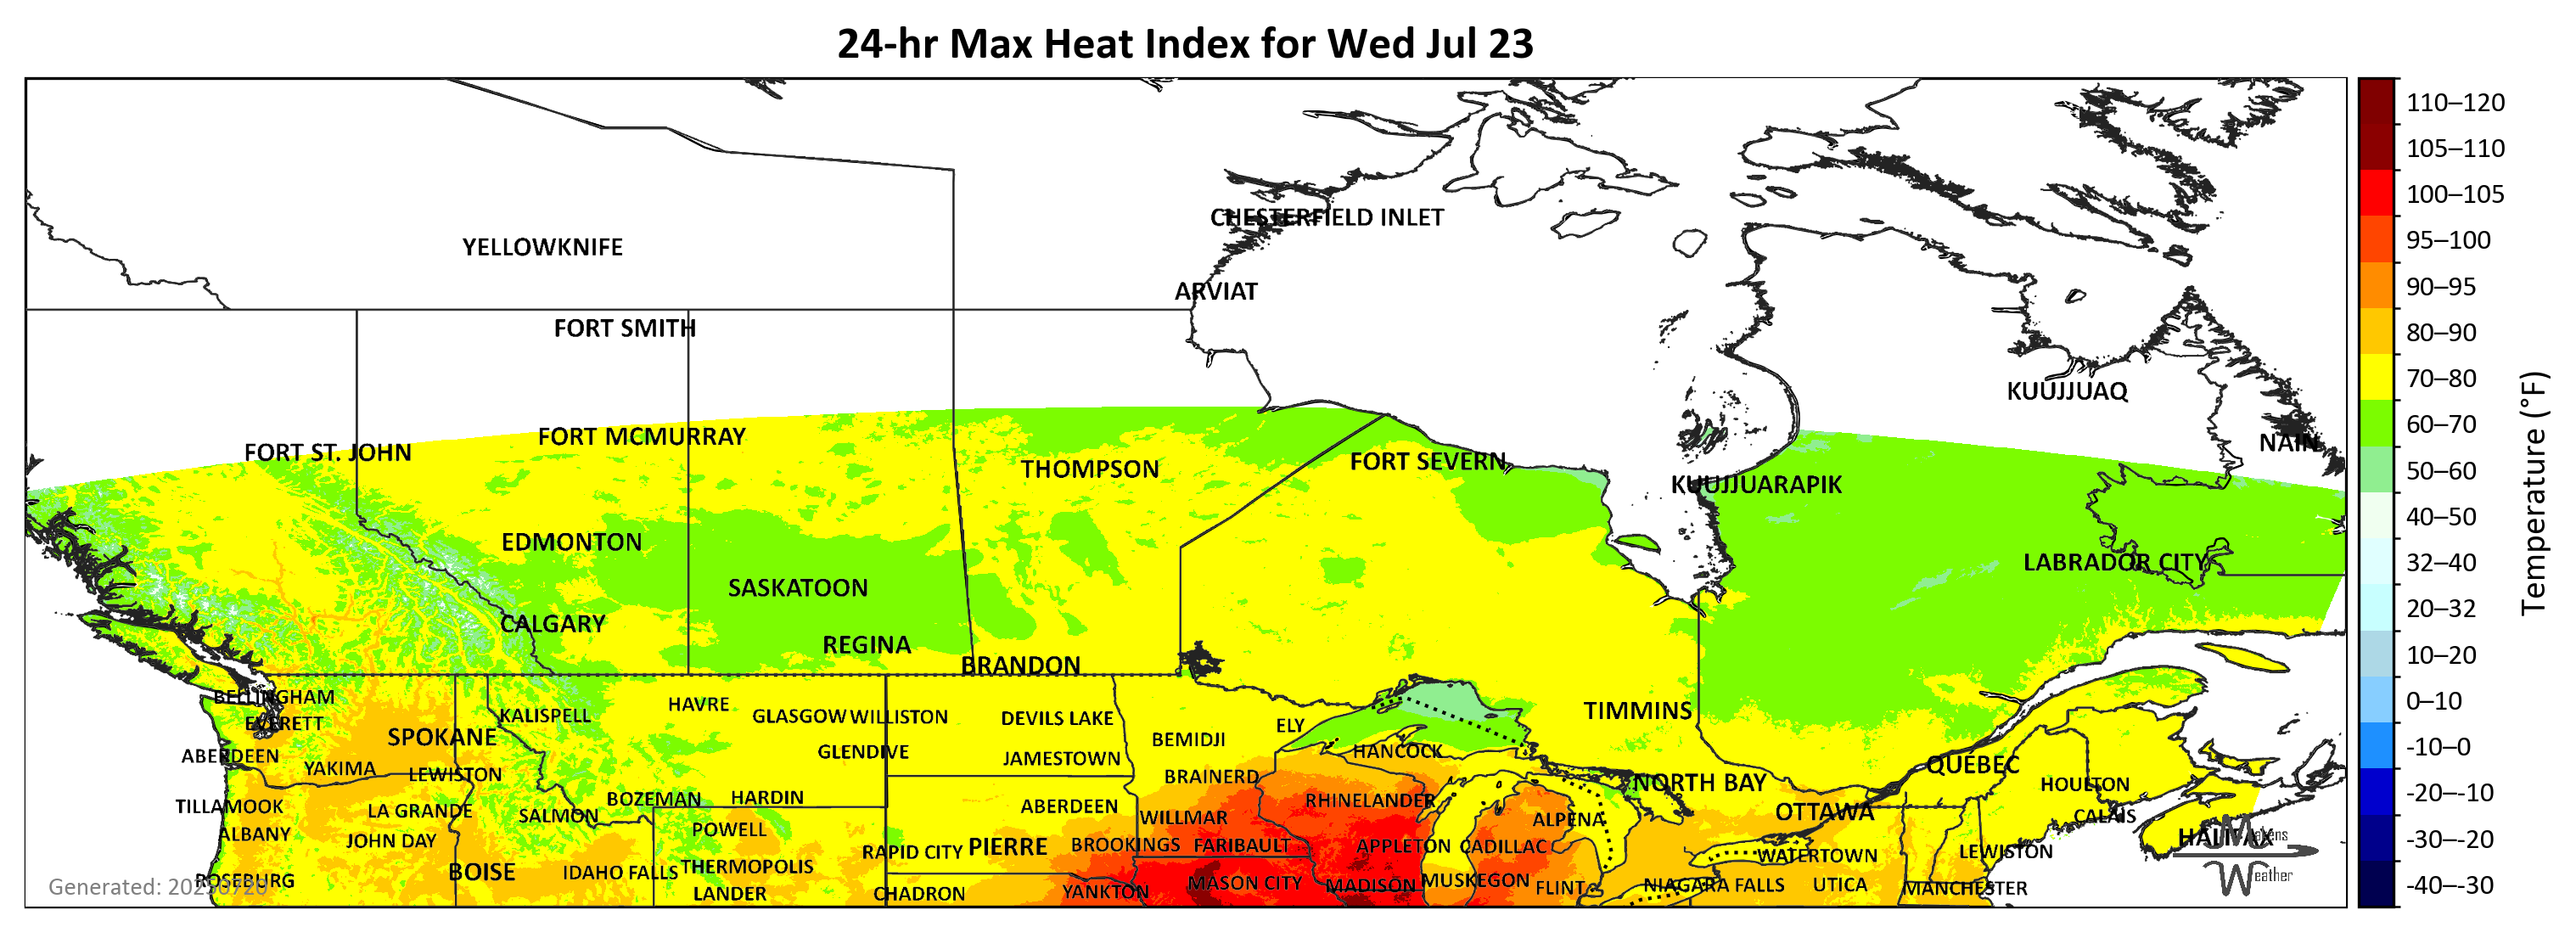 24-hr Max Heat Index for Wed Jul 23
110–120
105–110
100–105
95–100
90–95
80–90
70–80
60–70
50–60
40–50
32–40
20–32
10–20
0–10
-10–0
-20–-10
-30–-20
-40–-30
Temperature (°F)
CHESTERFIELD INLET
YELLOWKNIFE
ARVIAT
FORT SMITH
KUUJJUAQ
FORT MCMURRAY
NAIN
FORT ST. JOHN
FORT SEVERN
THOMPSON
KUUJJUARAPIK
EDMONTON
LABRADOR CITY
SASKATOON
CALGARY
REGINA
BRANDON
BELLINGHAM
HAVRE
TIMMINS
KALISPELL
GLASGOW
WILLISTON
DEVILS LAKE
EVERETT
ELY
SPOKANE
BEMIDJI
GLENDIVE
HANCOCK
ABERDEEN
JAMESTOWN
QUÉBEC
YAKIMA
LEWISTON
BRAINERD
NORTH BAY
HOULTON
BOZEMAN
HARDIN
RHINELANDER
TILLAMOOK
ABERDEEN
LA GRANDE
OTTAWA
SALMON
CALAIS
WILLMAR
ALPENA
POWELL
ALBANY
HALIFAX
Makens
JOHN DAY
BROOKINGS
FARIBAULT
APPLETON
CADILLAC
PIERRE
RAPID CITY
LEWISTON
WATERTOWN
THERMOPOLIS
BOISE
IDAHO FALLS
Weather
ROSEBURG
MUSKEGON
MASON CITY
MADISON
NIAGARA FALLS
UTICA
Generated: 20250720
FLINT
MANCHESTER
YANKTON
LANDER
CHADRON